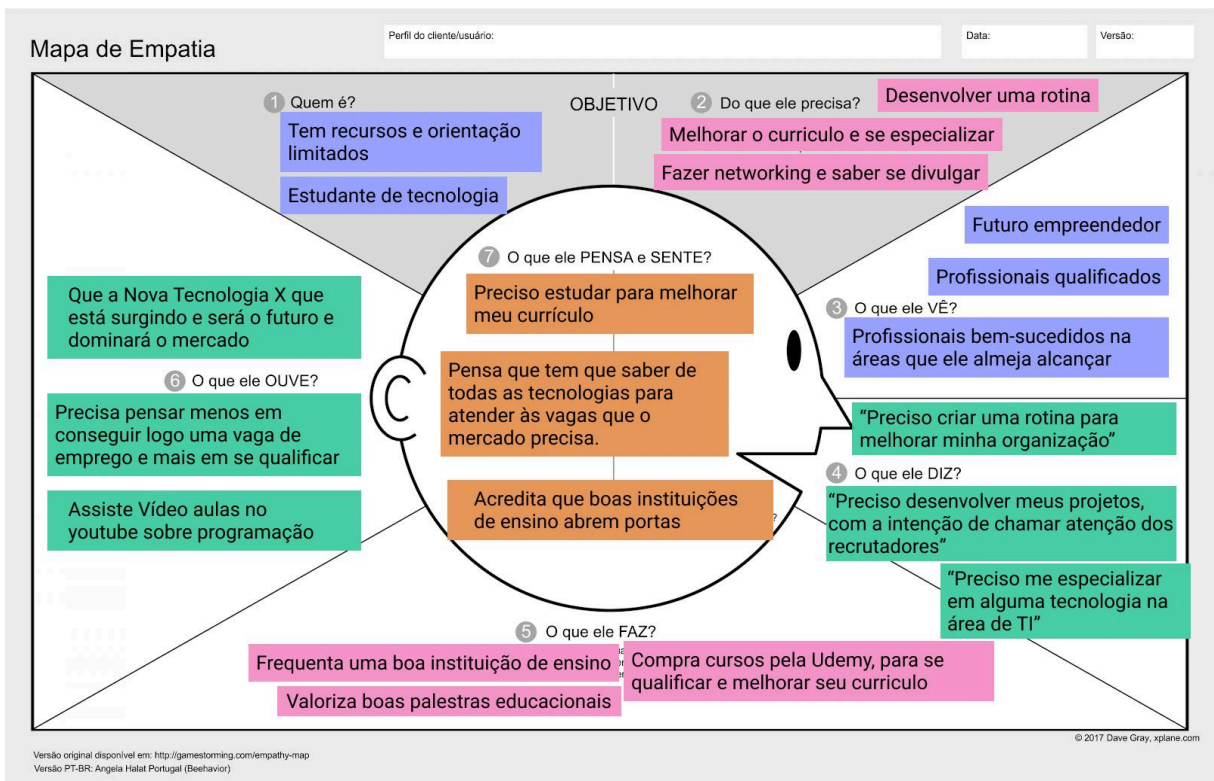 Mapa de Empatia
Perfil do cliente/usuário:
Data:
Versão:
1 Quem é?
Tem recursos e orientação
limitados
Estudante de tecnologia
OBJETIVO
2 Do que ele precisa?
Desenvolver uma rotina
Melhorar o curriculo e se especializar
Fazer networking e saber se divulgar
Futuro empreendedor
Profissionais qualificados
3 O que ele VÊ?
Profissionais bem-sucedidos na
áreas que ele almeja alcançar
“Preciso criar uma rotina para
melhorar minha organização”
4 O que ele DIZ?
“Preciso desenvolver meus projetos,
com a intenção de chamar atenção dos
recrutadores”
“Preciso me especializar
em alguma tecnologia na
área de TI”
5 O que ele FAZ?
Frequenta uma boa instituição de ensino
Compra cursos pela Udemy, para se
qualificar e melhorar seu curriculo
Valoriza boas palestras educacionais
Que a Nova Tecnologia X que
está surgindo e será o futuro e
dominará o mercado
6 O que ele OUVE?
Precisa pensar menos em
conseguir logo uma vaga de
emprego e mais em se qualificar
Assiste Vídeo aulas no
youtube sobre programação
7 O que ele PENSA e SENTE?
Preciso estudar para melhorar
meu currículo
Pensa que tem que saber de
todas as tecnologias para
atender às vagas que o
mercado precisa.
Acredita que boas instituições
de ensino abrem portas
?
© 2017 Dave Gray, xplane.com
Versão original disponível em: http://gamestorming.com/empathy-map
Versão PT-BR: Angela Halat Portugal (Beehavior)